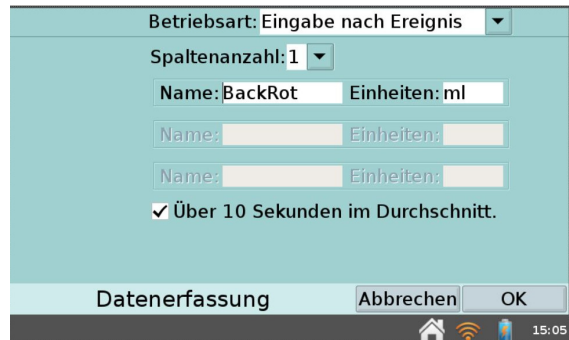 Betriebsart: Eingabe nach Ereignis
Spaltenanzahl: 1
Name: BackRot Einheiten: ml
Name: Einheiten:
Name: Einheiten:
Über 10 Sekunden im Durchschnitt.
Datenerfassung Abbrechen OK
15:05